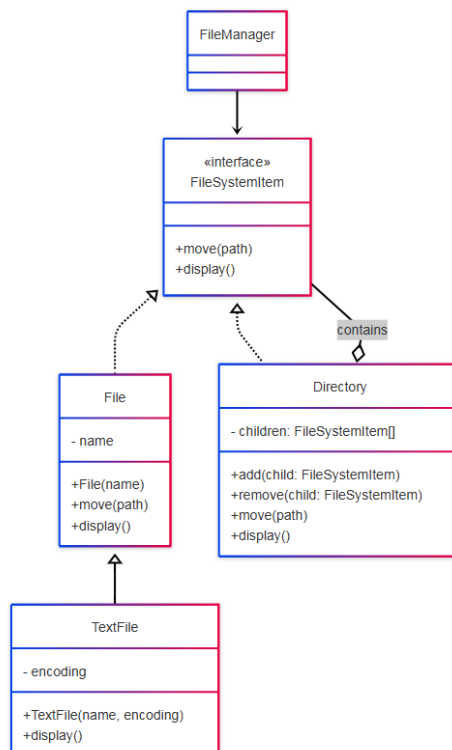 FileManager
«interface»
FileSystemItem
+move(path)
+display()
contains
File
- name
+File(name)
+move(path)
+display()
Directory
- children: FileSystemItem[]
+add(child: FileSystemItem)
+remove(child: FileSystemItem)
+move(path)
+display()
TextFile
- encoding
+TextFile(name, encoding)
+display()